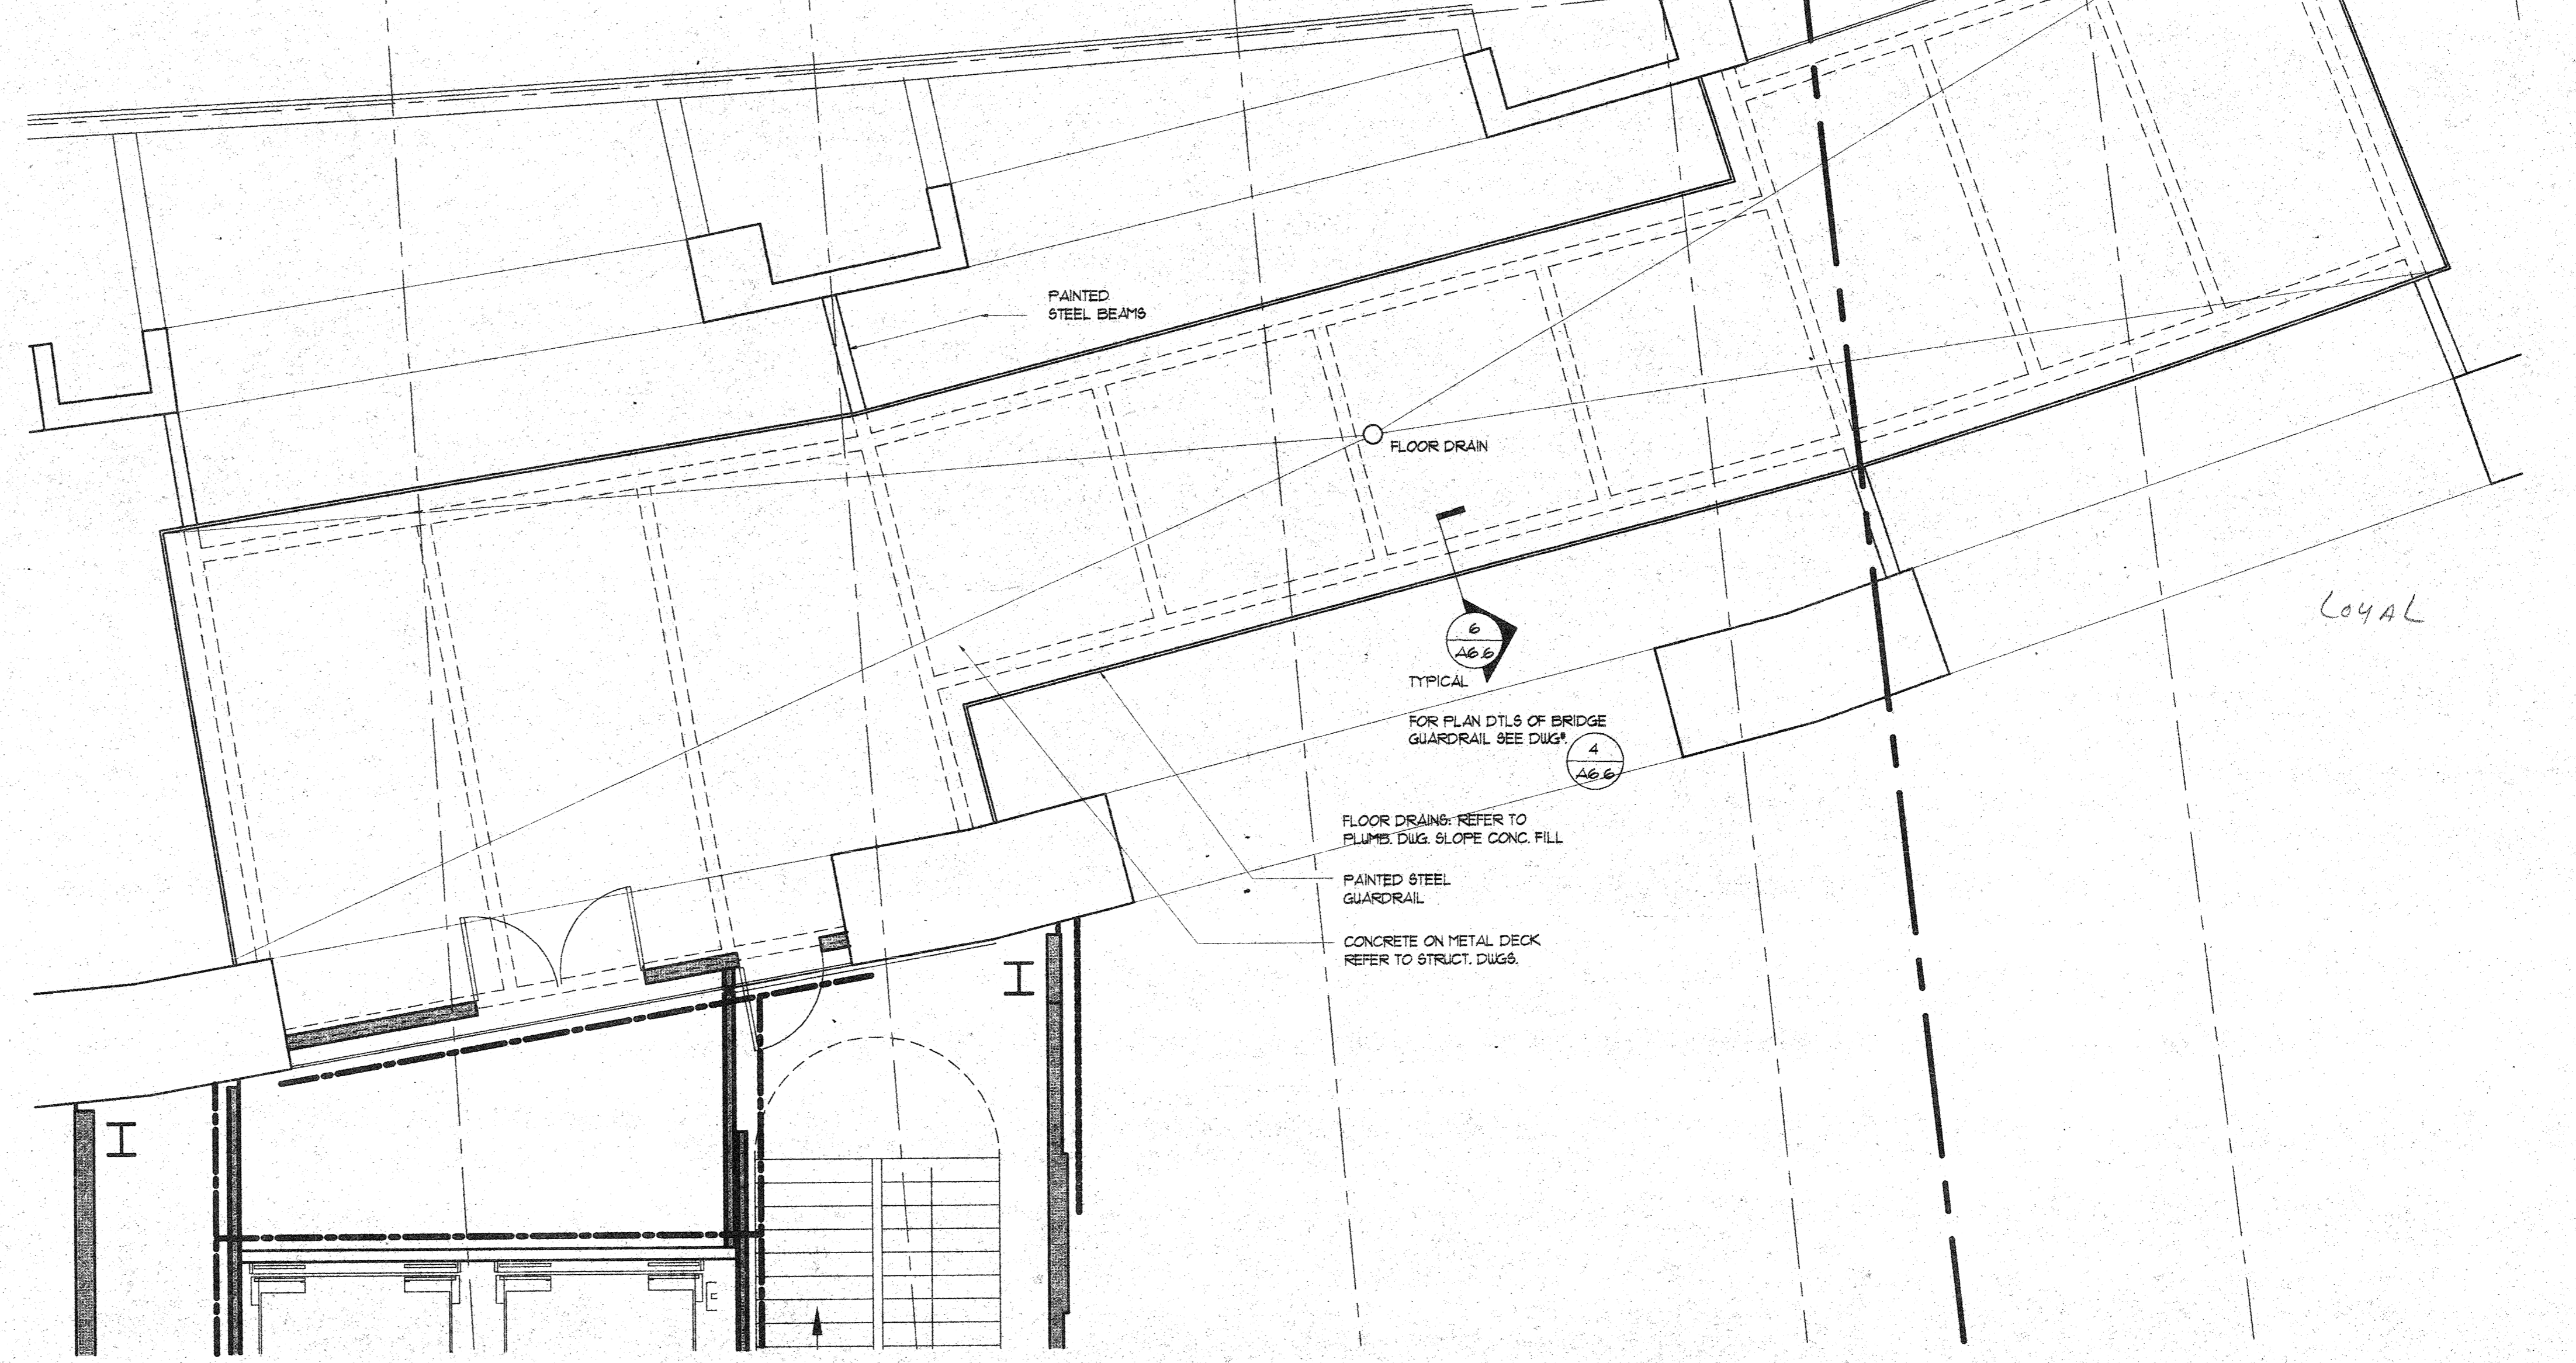 PAINTED
STEEL BEAMS
FLOOR DRAIN
6
A6.6
TYPICAL
FOR PLAN DTLS OF BRIDGE
GUARDRAIL SEE DWG#.
4
A6.6
LOYAL
FLOOR DRAINS: REFER TO
PLUMB. DWG. SLOPE CONC. FILL
PAINTED STEEL
GUARDRAIL
CONCRETE ON METAL DECK
REFER TO STRUCT. DWGS.